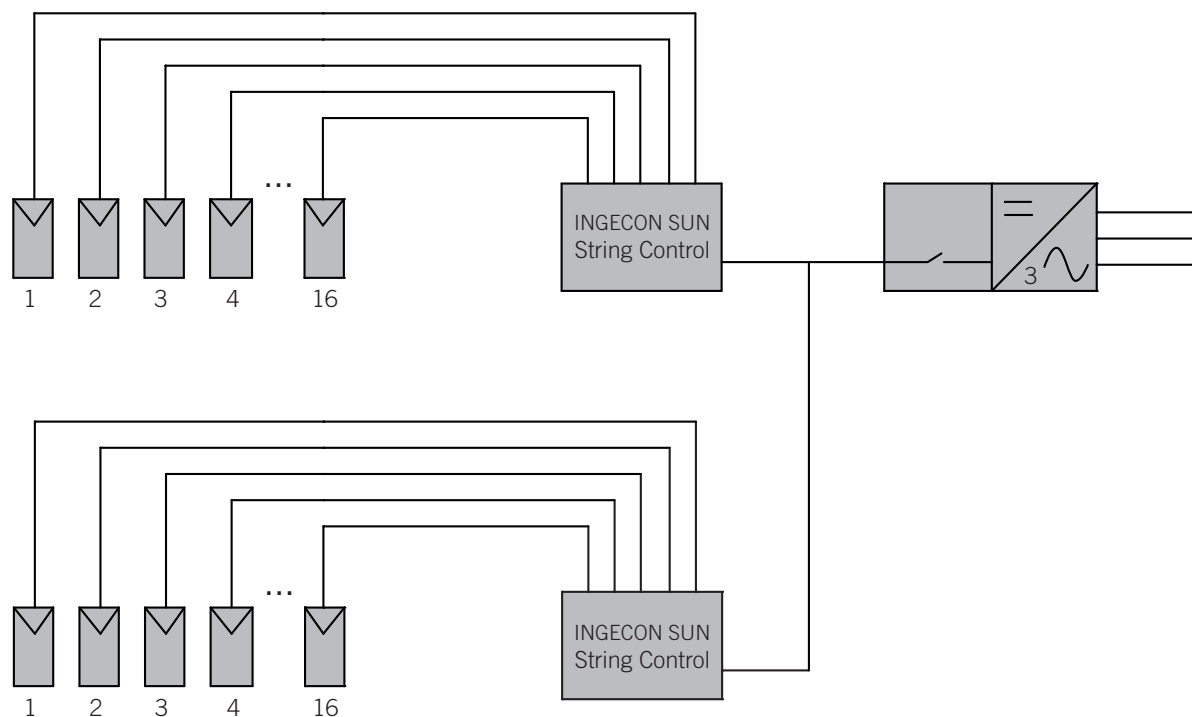 ...
1 2 3 4 16
INGECON SUN
String Control
3
...
1 2 3 4 16
INGECON SUN
String Control